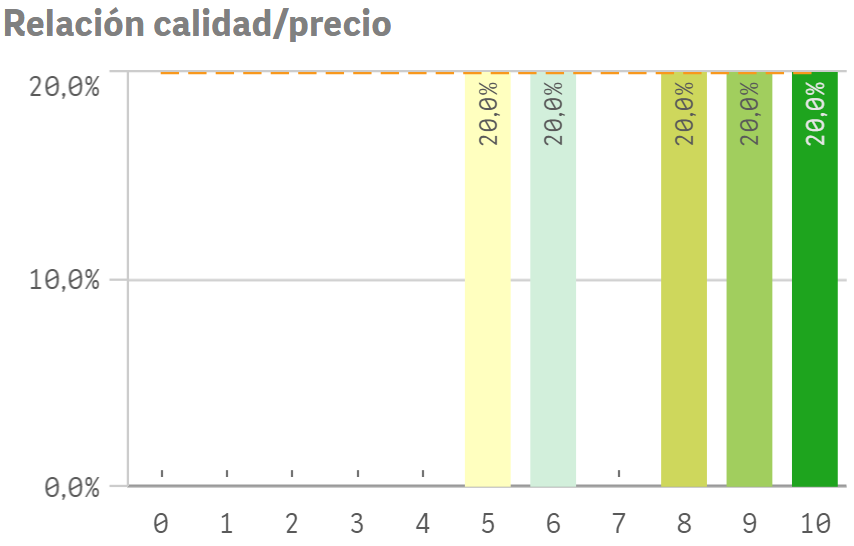 Relación calidad/precio
20,0%
20,0% 20,0% 20,0% 20,0% 20,0%
10,0%
0,0%
0 1 2 3 4 5 6 7 8 9 10